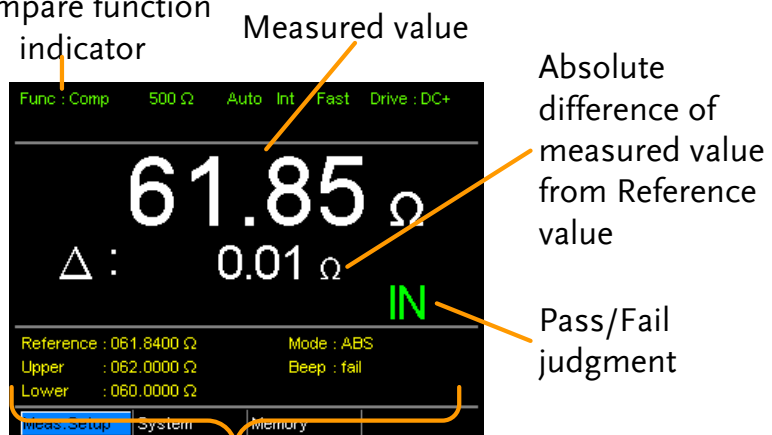 mpare function
indicator
Measured value
Absolute
difference of
measured value
from Reference
value
Func : Comp 500 Ω Auto Int Fast Drive : DC+
61.85 Ω
Δ : 0.01 Ω
IN
Pass/Fail
judgment
Reference : 061.8400 Ω Mode : ABS
Upper : 062.0000 Ω Beep : fail
Lower : 060.0000 Ω
Meas.Setup System Memory